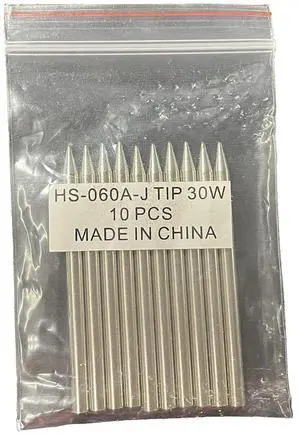 HS-060A-J TIP 30W
10 PCS
MADE IN CHINA